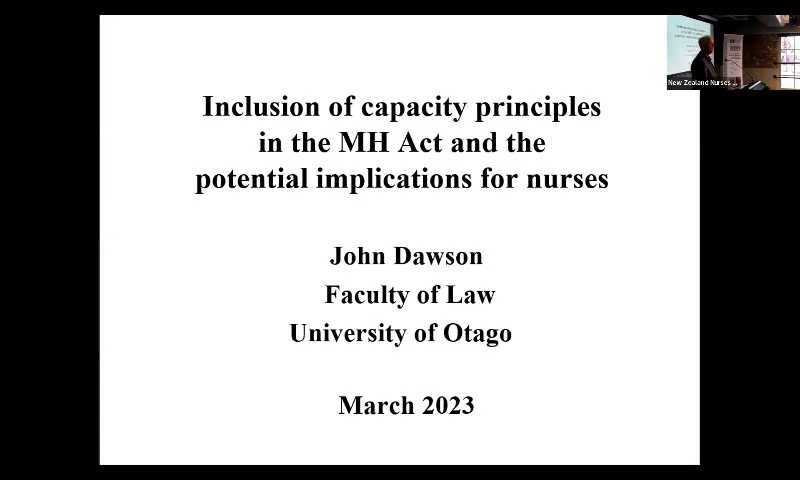 Inclusion of capacity principles
in the MH Act and the
potential implications for nurses
John Dawson
Faculty of Law
University of Otago
March 2023
New Zealand Nurses ...